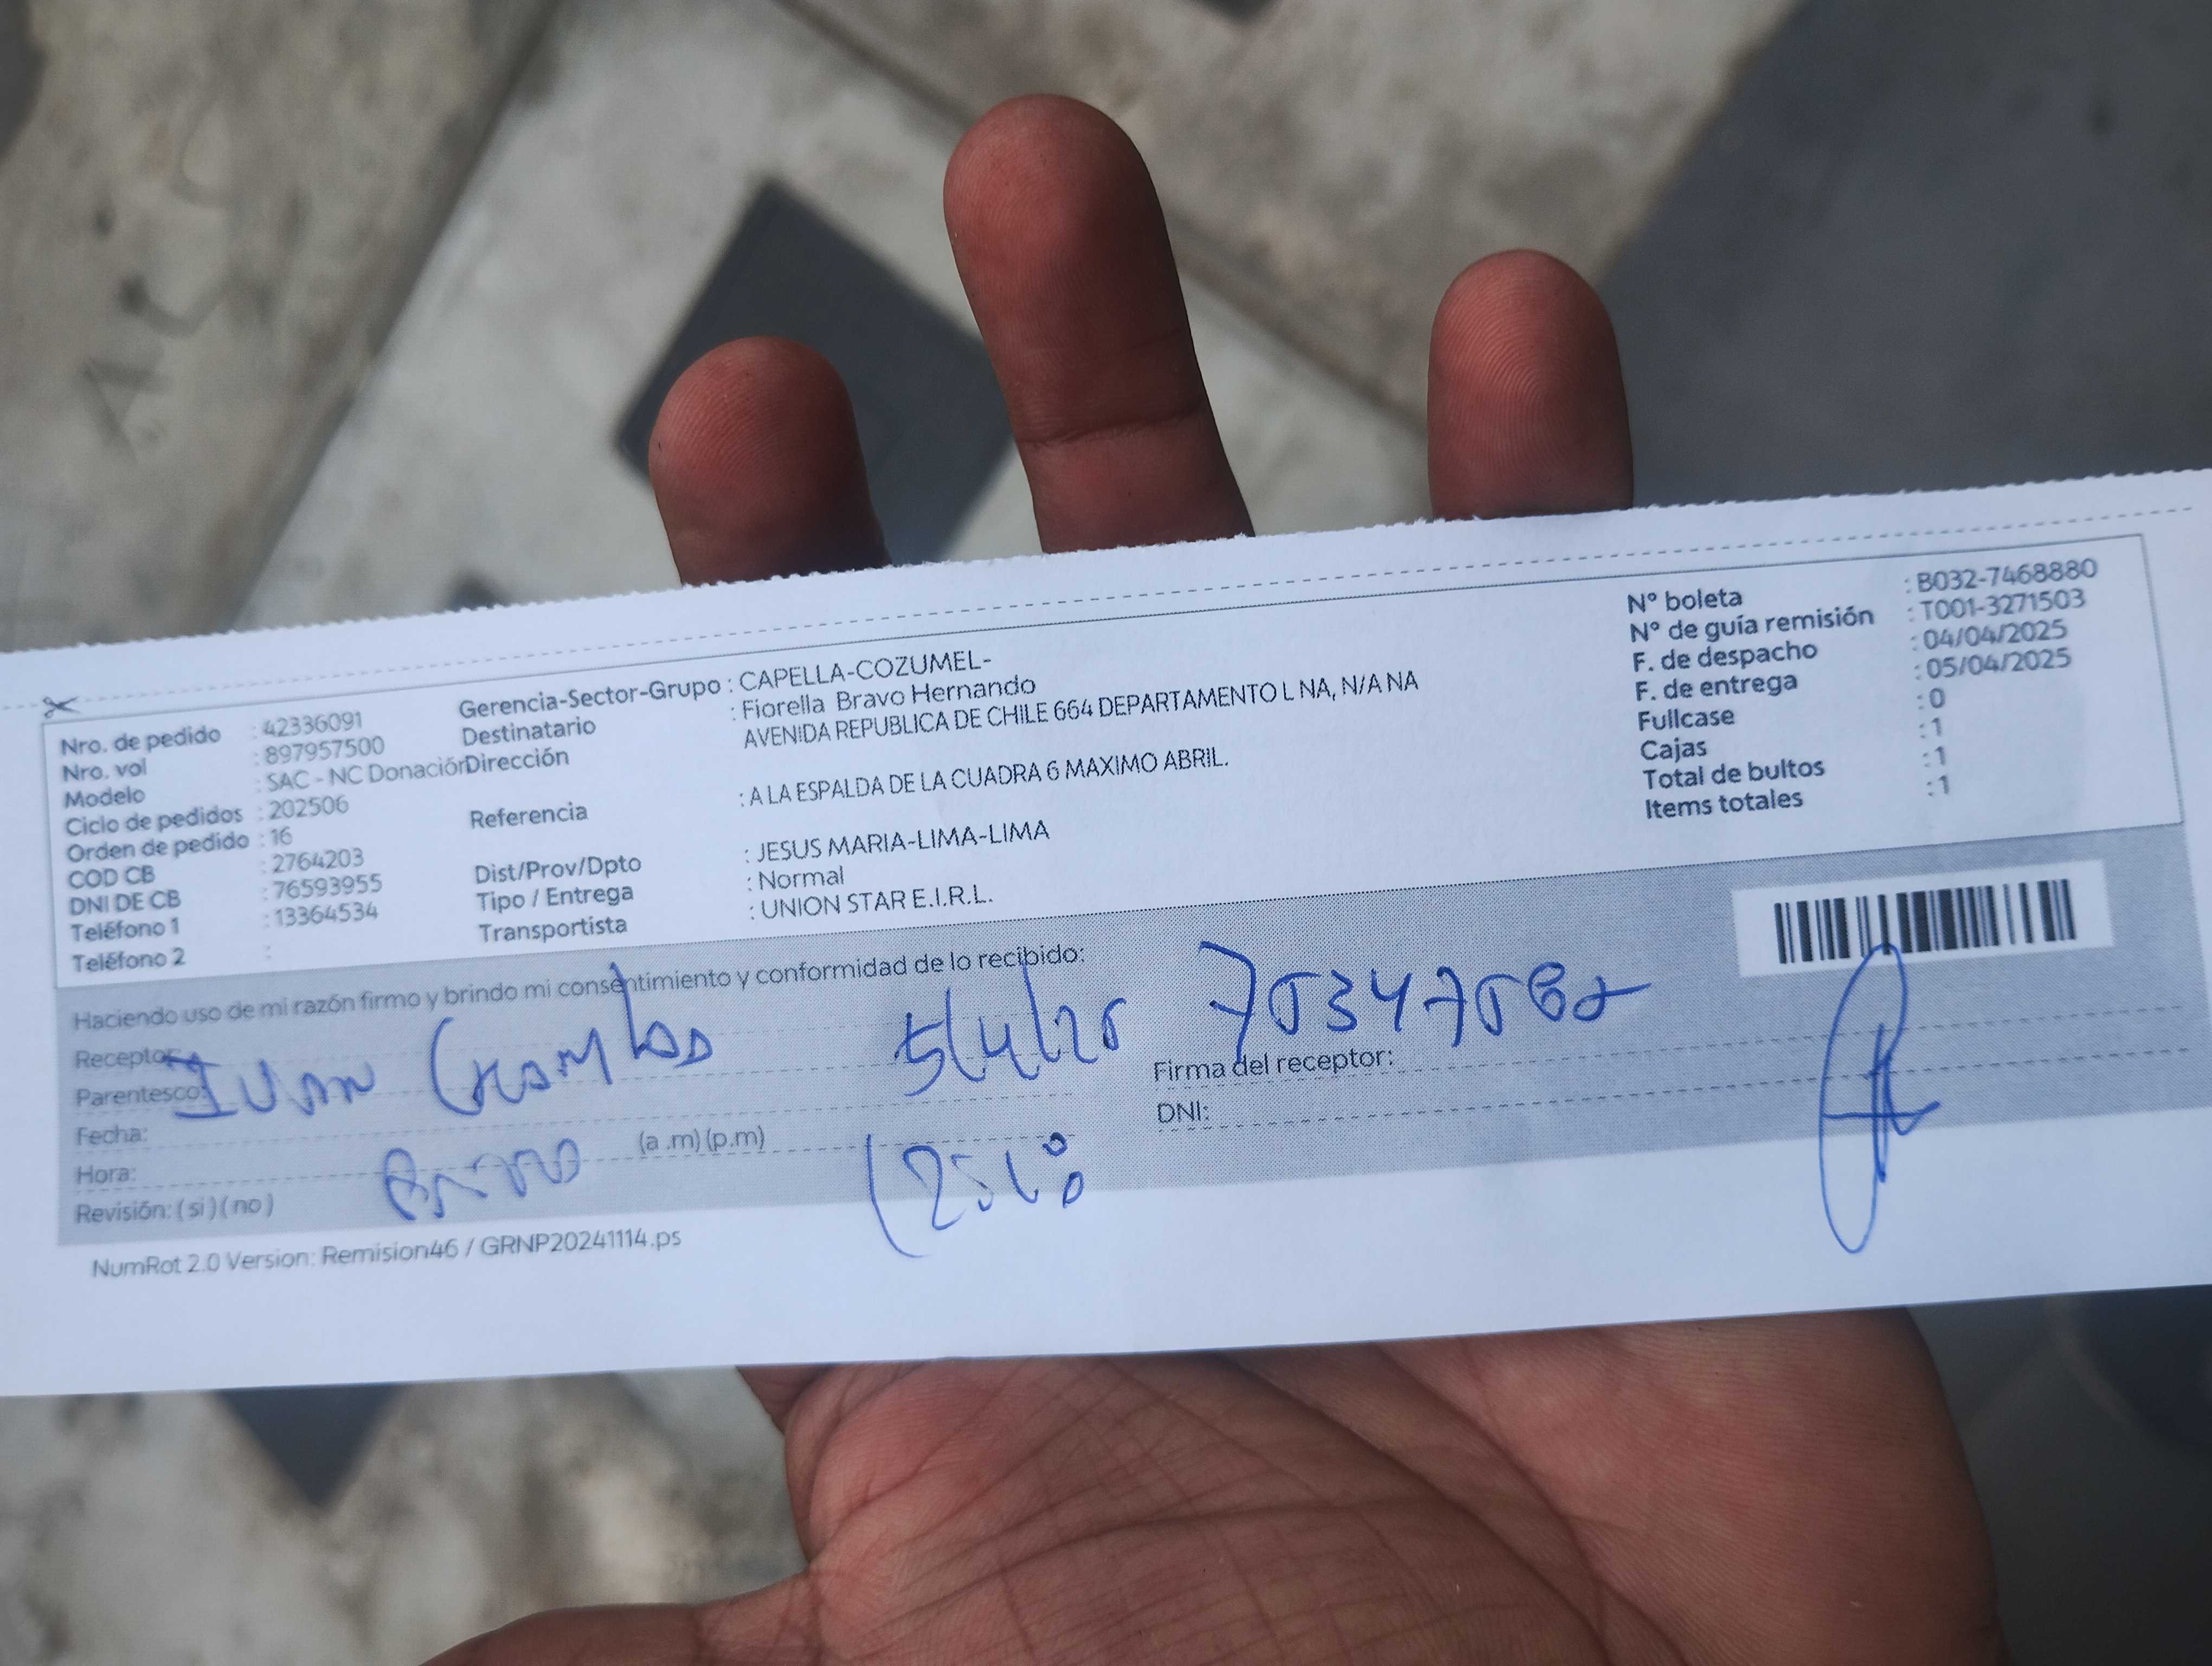 Nro. de pedido : 42336091
Nro. vol : 897957500
Modelo : SAC - NC Donación
Ciclo de pedidos : 202506
Orden de pedido : 16
COD CB : 2764203
DNI DE CB : 76593955
Teléfono 1 : 13364534
Teléfono 2 :
Gerencia-Sector-Grupo : CAPELLA-COZUMEL-
Destinatario : Fiorella Bravo Hernando
Dirección AVENIDA REPUBLICA DE CHILE 664 DEPARTAMENTO L NA, N/A NA
Referencia : A LA ESPALDA DE LA CUADRA 6 MAXIMO ABRIL.
Dist/Prov/Dpto : JESUS MARIA-LIMA-LIMA
Tipo / Entrega : Normal
Transportista : UNION STAR E.I.R.L.
N° boleta : B032-7468880
N° de guía remisión : T001-3271503
F. de despacho : 04/04/2025
F. de entrega : 05/04/2025
Fullcase : 0
Cajas : 1
Total de bultos : 1
Items totales : 1
Haciendo uso de mi razón firmo y brindo mi consentimiento y conformidad de lo recibido:
Receptor:
Parentesco:
Fecha:
Hora: (a .m) (p.m)
Revisión: ( si ) ( no )
5/4/25
Firma del receptor:
DNI:
NumRot 2.0 Version: Remision46 / GRNP20241114.ps